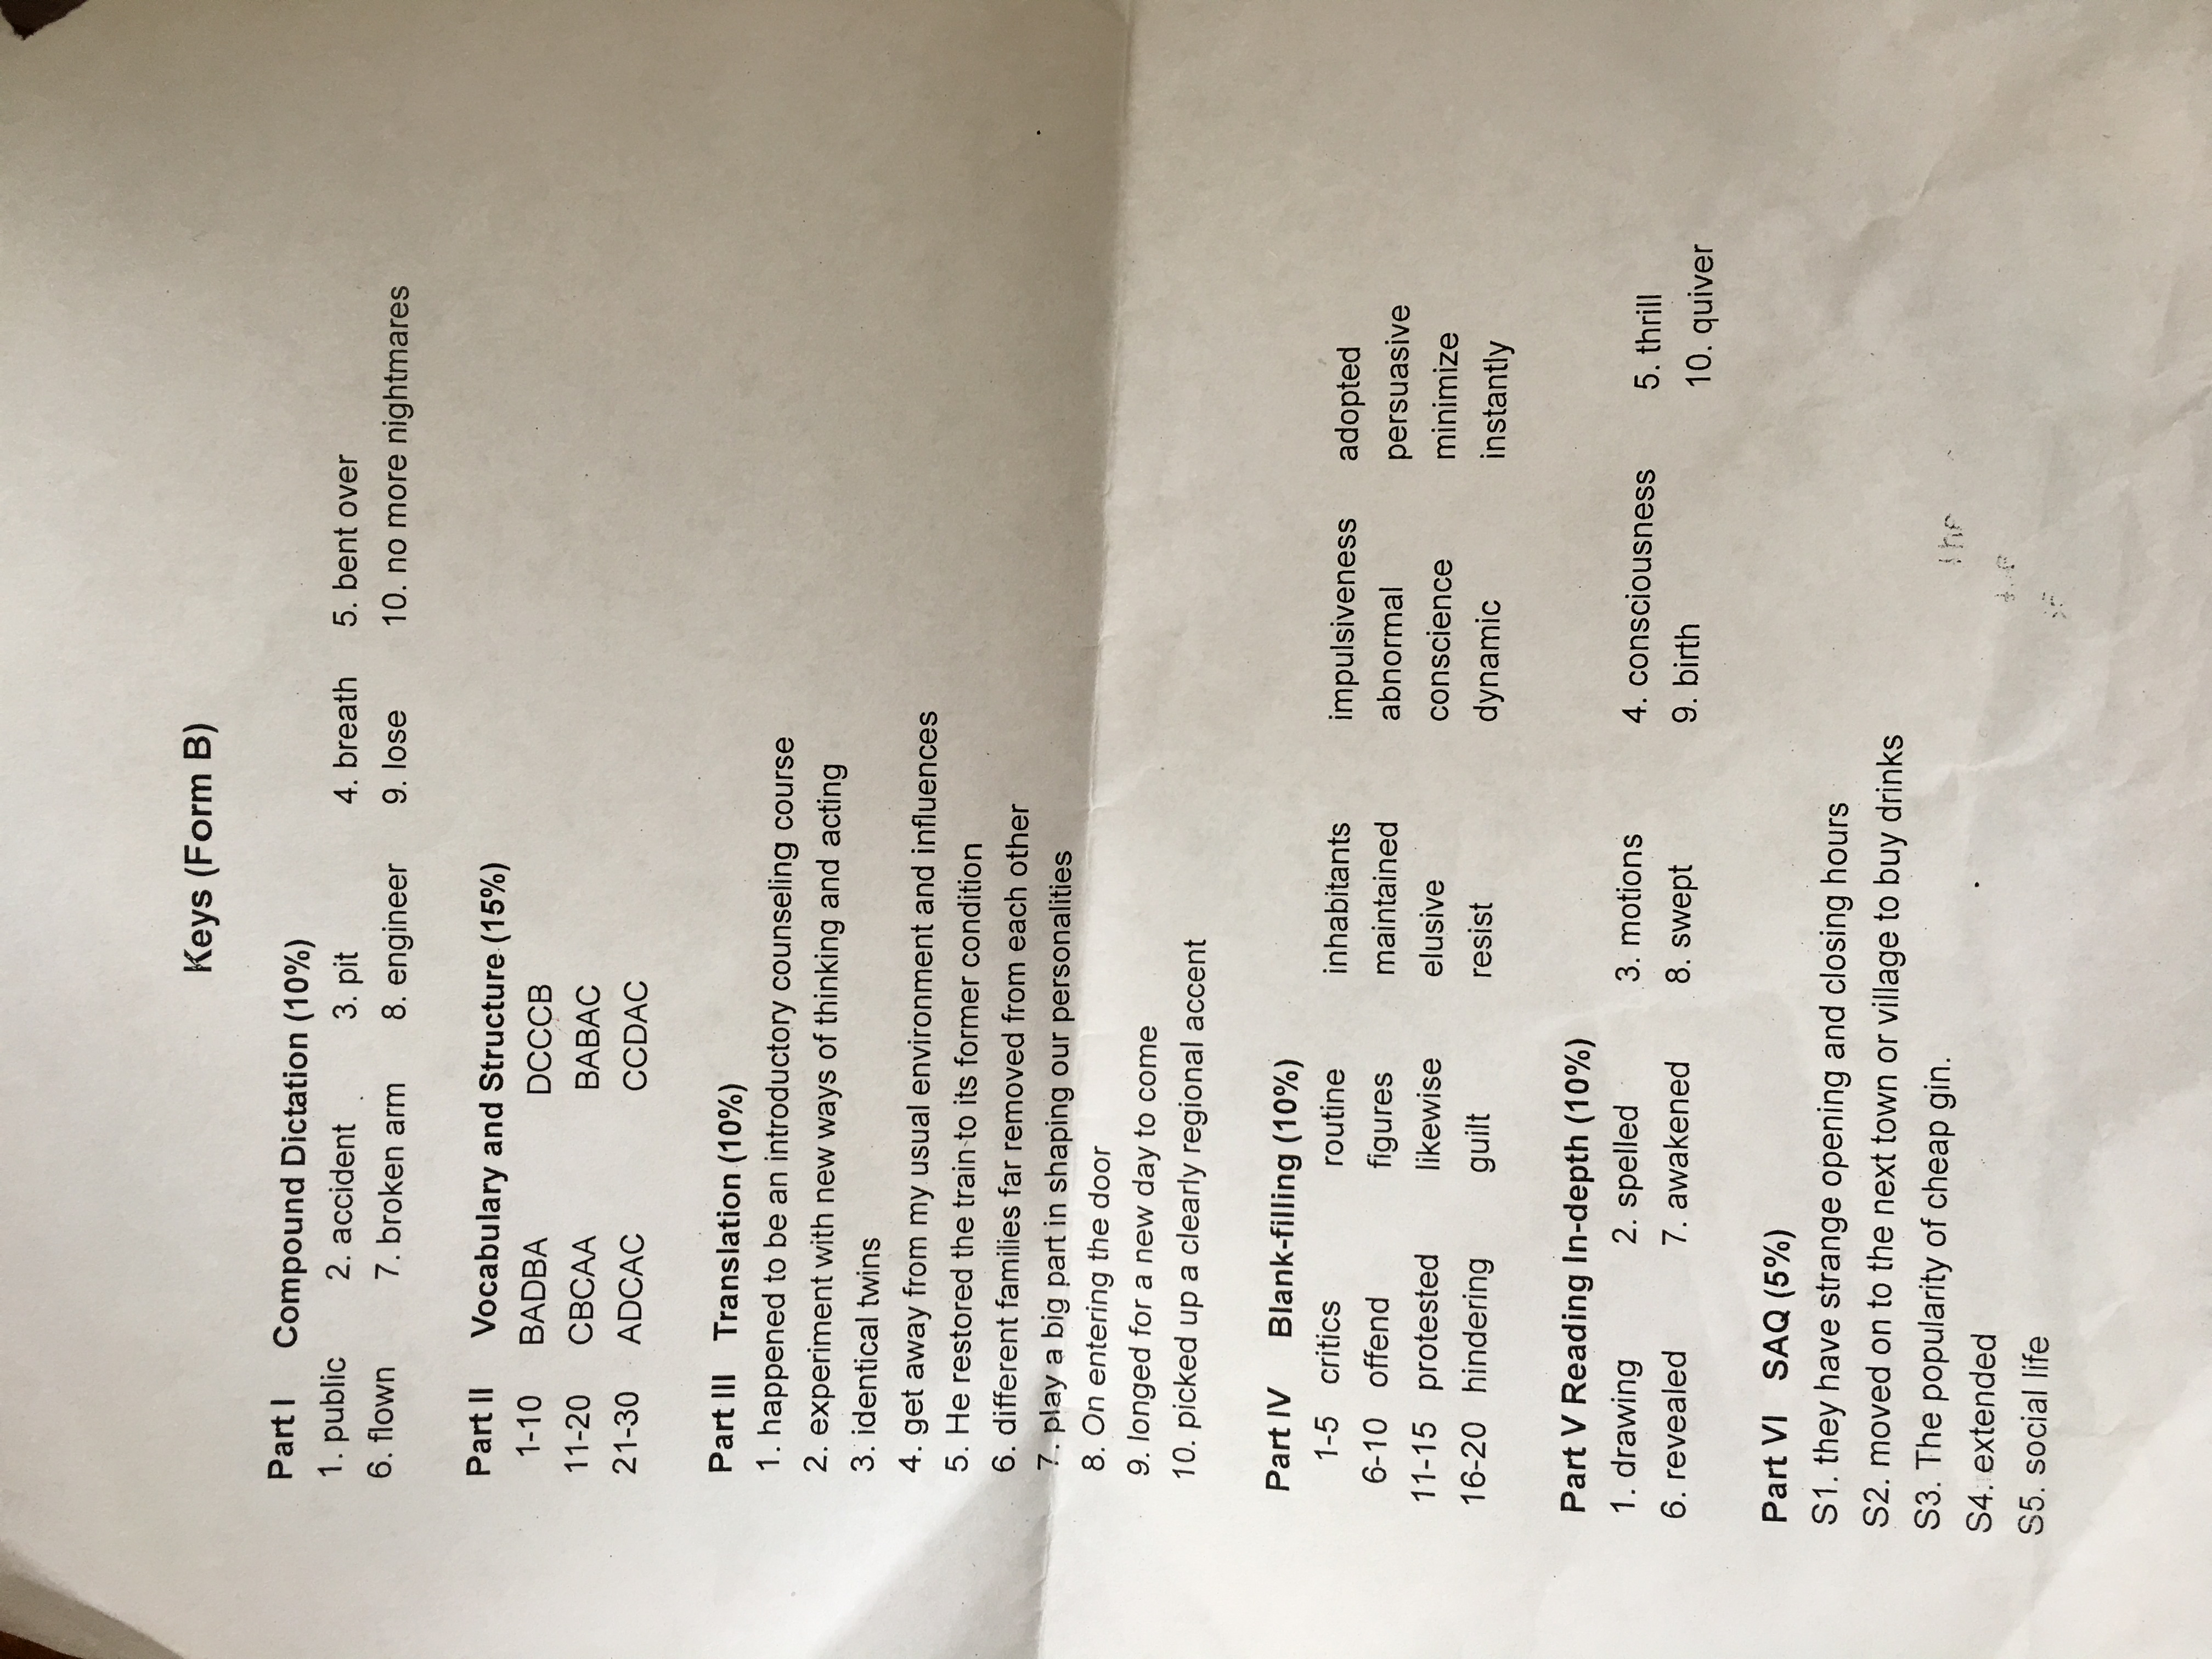 Keys (Form B)
Part I Compound Dictation (10%)
1. public 2. accident 3. pit 4. breath 5. bent over
6. flown 7. broken arm 8. engineer 9. lose 10. no more nightmares
Part II Vocabulary and Structure (15%)
1-10 BADBA DCCCB
11-20 CBCAA BABAC
21-30 ADCAC CCDAC
Part III Translation (10%)
1. happened to be an introductory counseling course
2. experiment with new ways of thinking and acting
3. identical twins
4. get away from my usual environment and influences
5. He restored the train to its former condition
6. different families far removed from each other
7. play a big part in shaping our personalities
8. On entering the door
9. longed for a new day to come
10. picked up a clearly regional accent
Part IV Blank-filling (10%)
1-5 critics routine inhabitants impulsiveness adopted
6-10 offend figures maintained abnormal persuasive
11-15 protested likewise elusive conscience minimize
16-20 hindering guilt resist dynamic instantly
Part V Reading In-depth (10%)
1. drawing 2. spelled 3. motions 4. consciousness 5. thrill
6. revealed 7. awakened 8. swept 9. birth 10. quiver
Part VI SAQ (5%)
S1. they have strange opening and closing hours
S2. moved on to the next town or village to buy drinks
S3. The popularity of cheap gin.
S4. extended
S5. social life